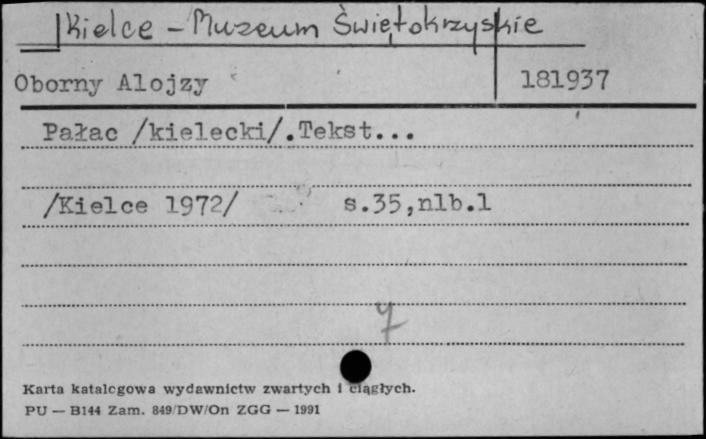 Kielce - Muzeum Świętokrzyskie
Oborny Alojzy 181937
Pałac /kielecki/.Tekst...
/Kielce 1972/ s.35,nlb.1
7
Karta katalogowa wydawnictw zwartych i ciągłych.
PU — B144 Zam. 849/DW/On ZGG — 1991